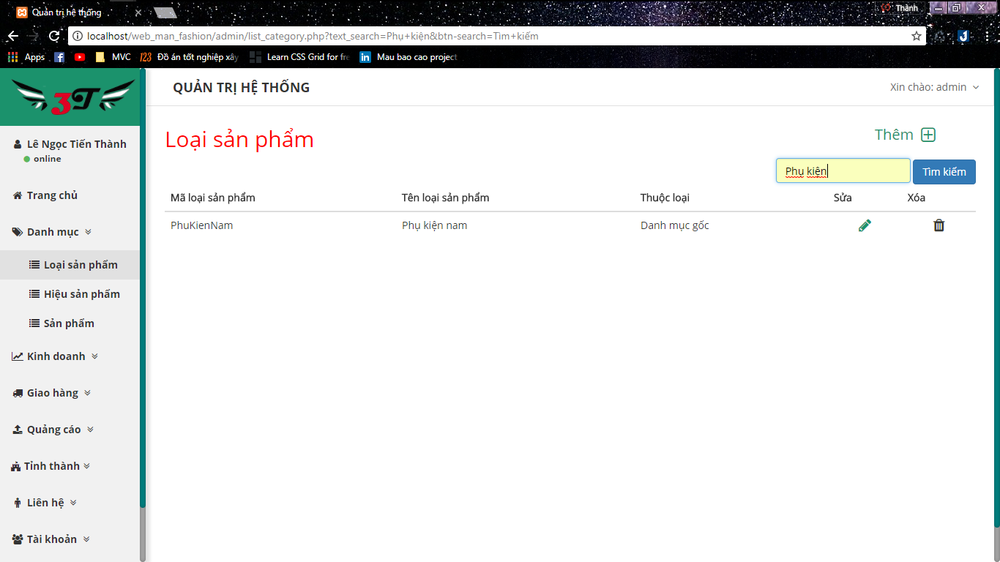 Quản trị hệ thống
Thành
localhost/web_man_fashion/admin/list_category.php?text_search=Phụ+kiện&btn-search=Tìm+kiếm
Apps MVC 123 Đồ án tốt nghiệp xây Learn CSS Grid for fre in Mau bao cao project
3T
QUẢN TRỊ HỆ THỐNG
Xin chào: admin
Lê Ngọc Tiến Thành
online
Trang chủ
Danh mục
Loại sản phẩm
Hiệu sản phẩm
Sản phẩm
Kinh doanh
Giao hàng
Quảng cáo
Tỉnh thành
Liên hệ
Tài khoản
Loại sản phẩm
Thêm
Phụ kiện
Tìm kiếm
Mã loại sản phẩm Tên loại sản phẩm Thuộc loại Sửa Xóa
PhuKienNam Phụ kiện nam Danh mục gốc